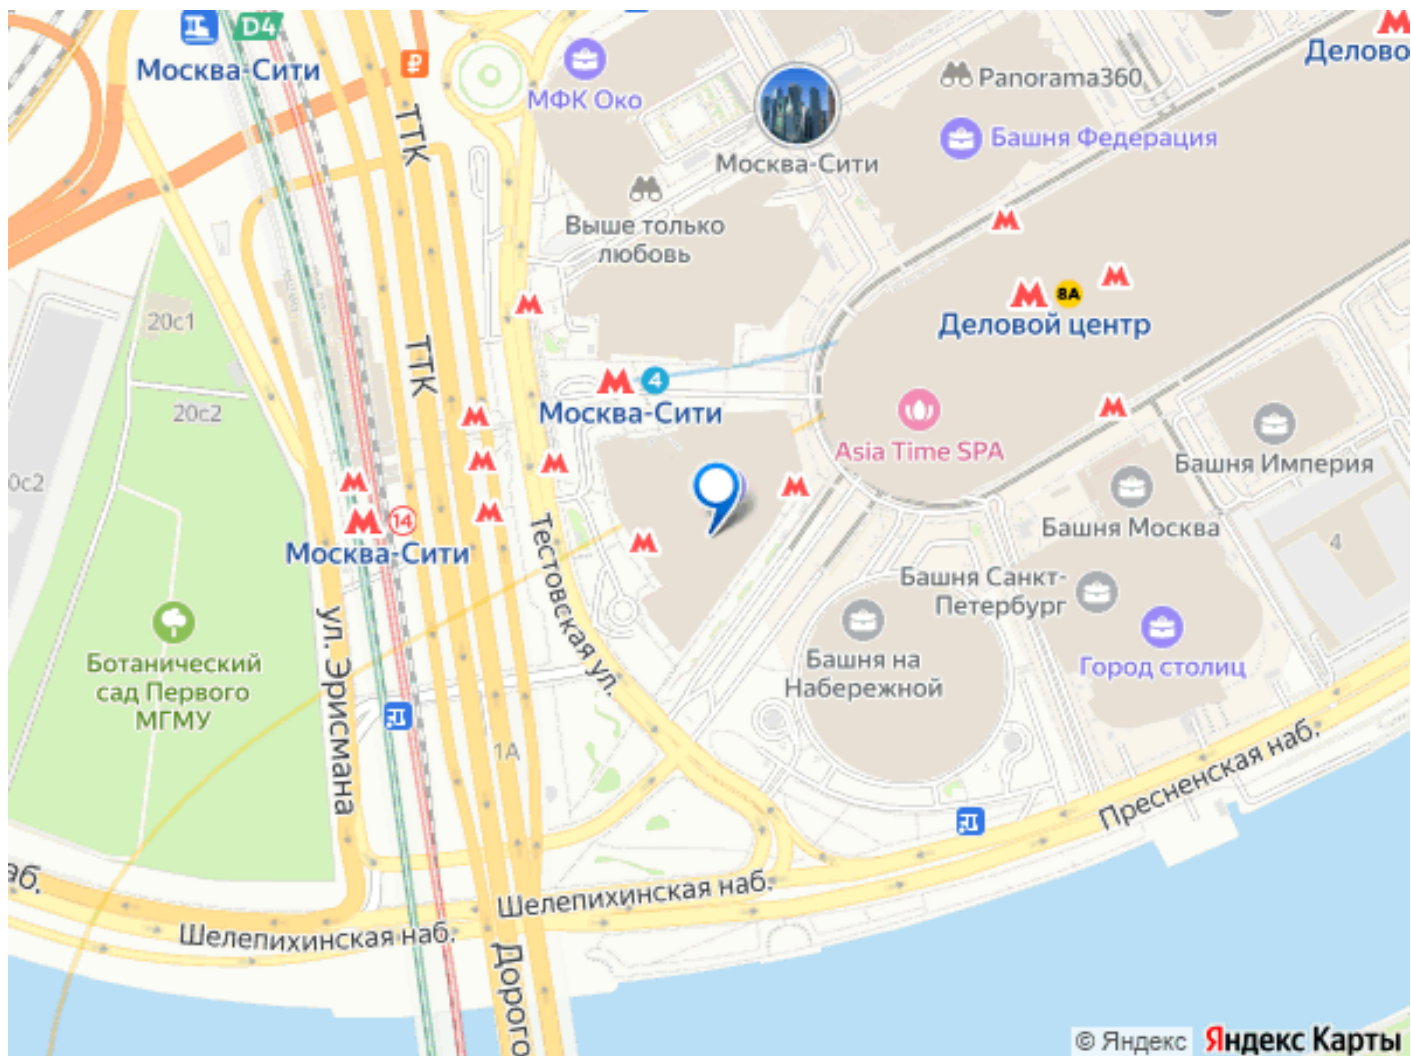 D4
Москва-Сити
₽
МФК Око
ТТК
Москва-Сити
Panorama360
Башня Федерация
Делово
Выше только
любовь
8А
Деловой центр
20с1
20с2
0с2
ТТК
4
Москва-Сити
Asia Time SPA
Башня Империя
Башня Москва
4
14
Москва-Сити
Тестовская ул.
Башня Санкт-
Петербург
Башня на
Набережной
Город столиц
Ботанический
сад Первого
МГМУ
ул. Эрисмана
1А
Пресненская наб.
аб.
Шелепихинская наб.
Шелепихинская наб.
Дорого
© Яндекс
Яндекс Карты